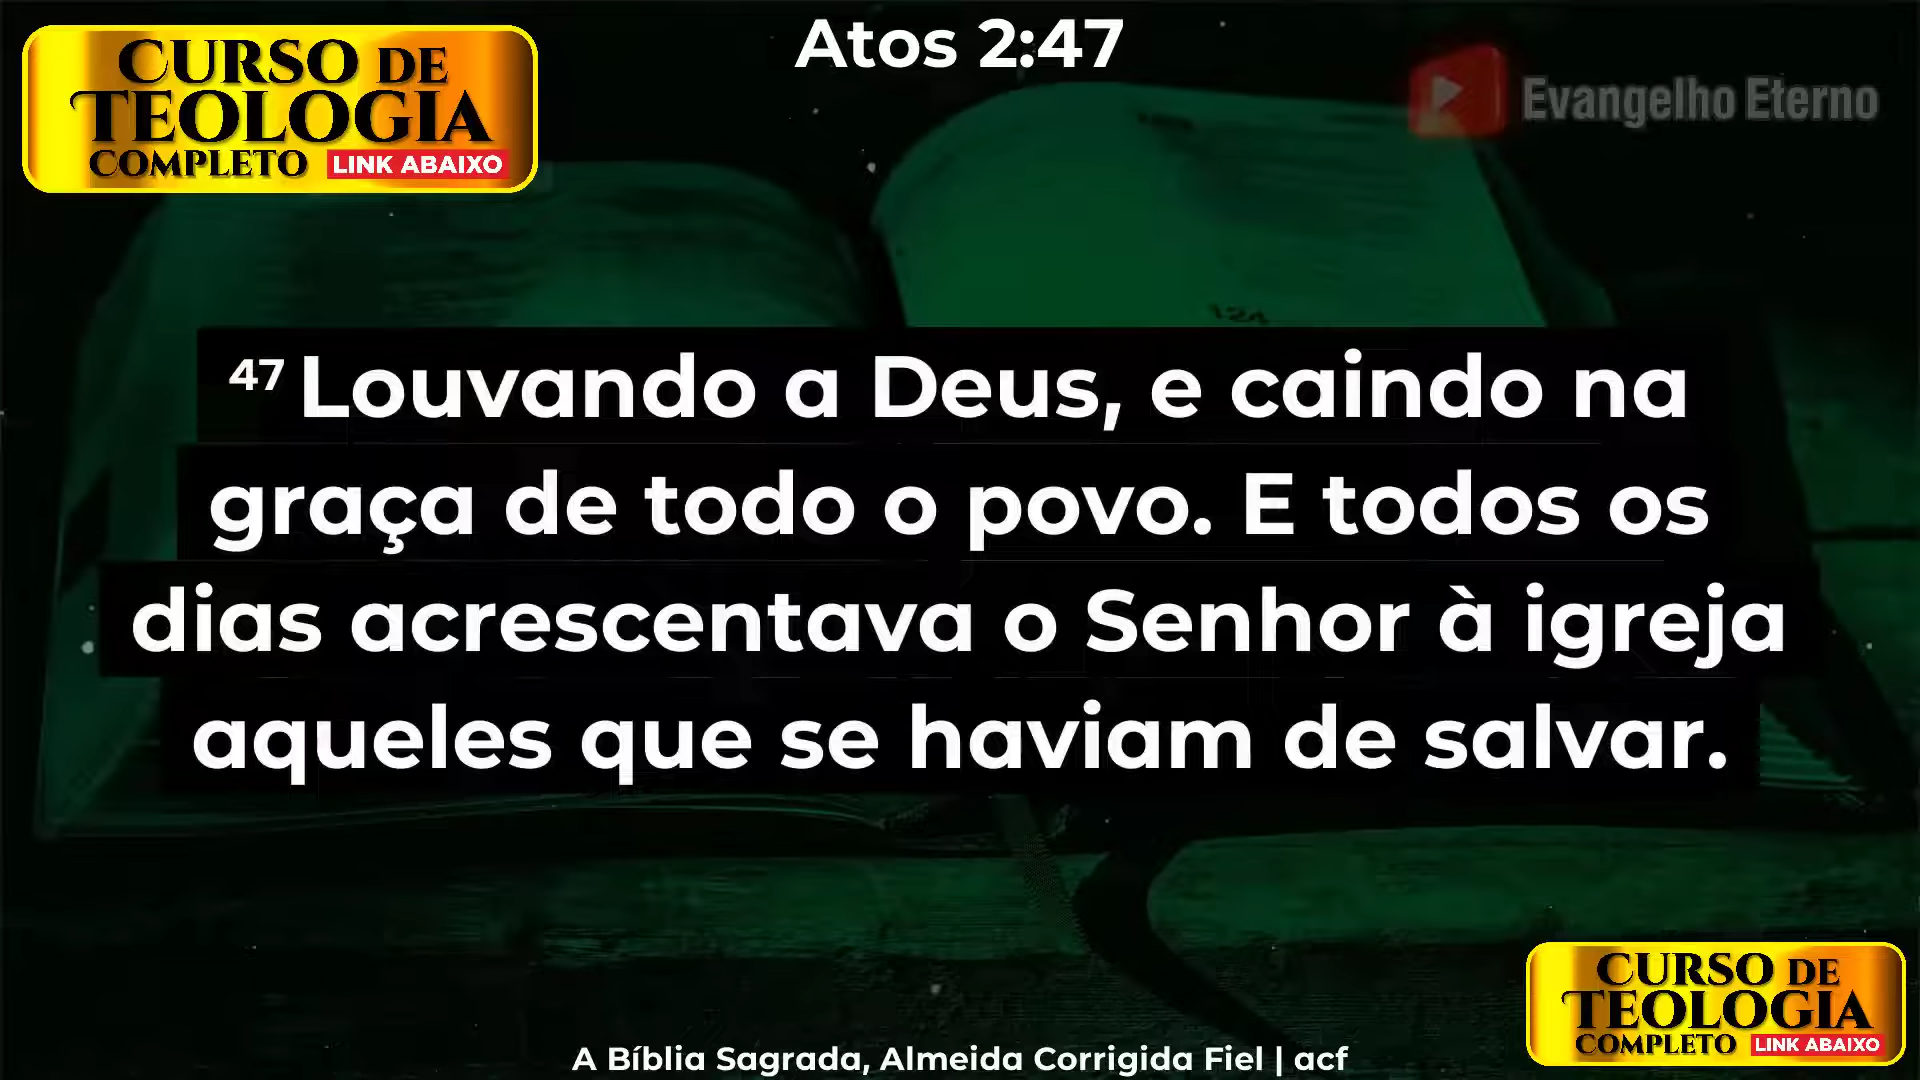 Atos 2:47
CURSO DE
TEOLOGIA
COMPLETO LINK ABAIXO
Evangelho Eterno
124
47 Louvando a Deus, e caindo na
graça de todo o povo. E todos os
dias acrescentava o Senhor à igreja
aqueles que se haviam de salvar.
CURSO DE
TEOLOGIA
COMPLETO LINK ABAIXO
A Bíblia Sagrada, Almeida Corrigida Fiel | acf